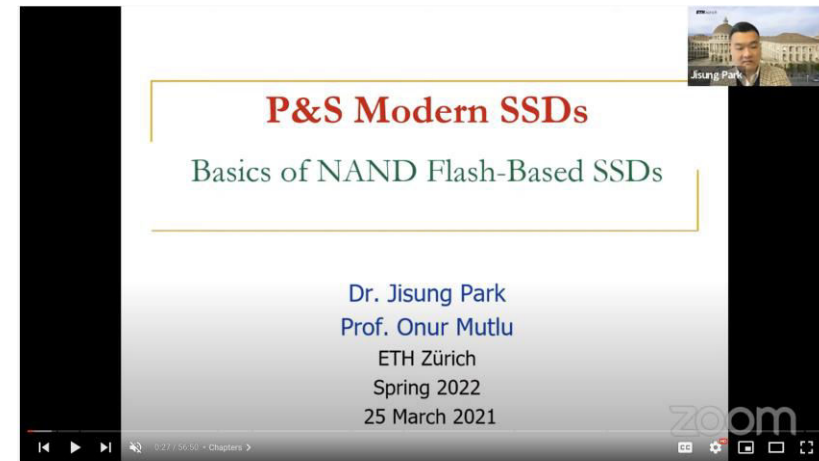 Jisung Park
P&S Modern SSDs
Basics of NAND Flash-Based SSDs
Dr. Jisung Park
Prof. Onur Mutlu
ETH Zürich
Spring 2022
25 March 2021
zoom
0:27 / 56:50 • Chapters >
CC